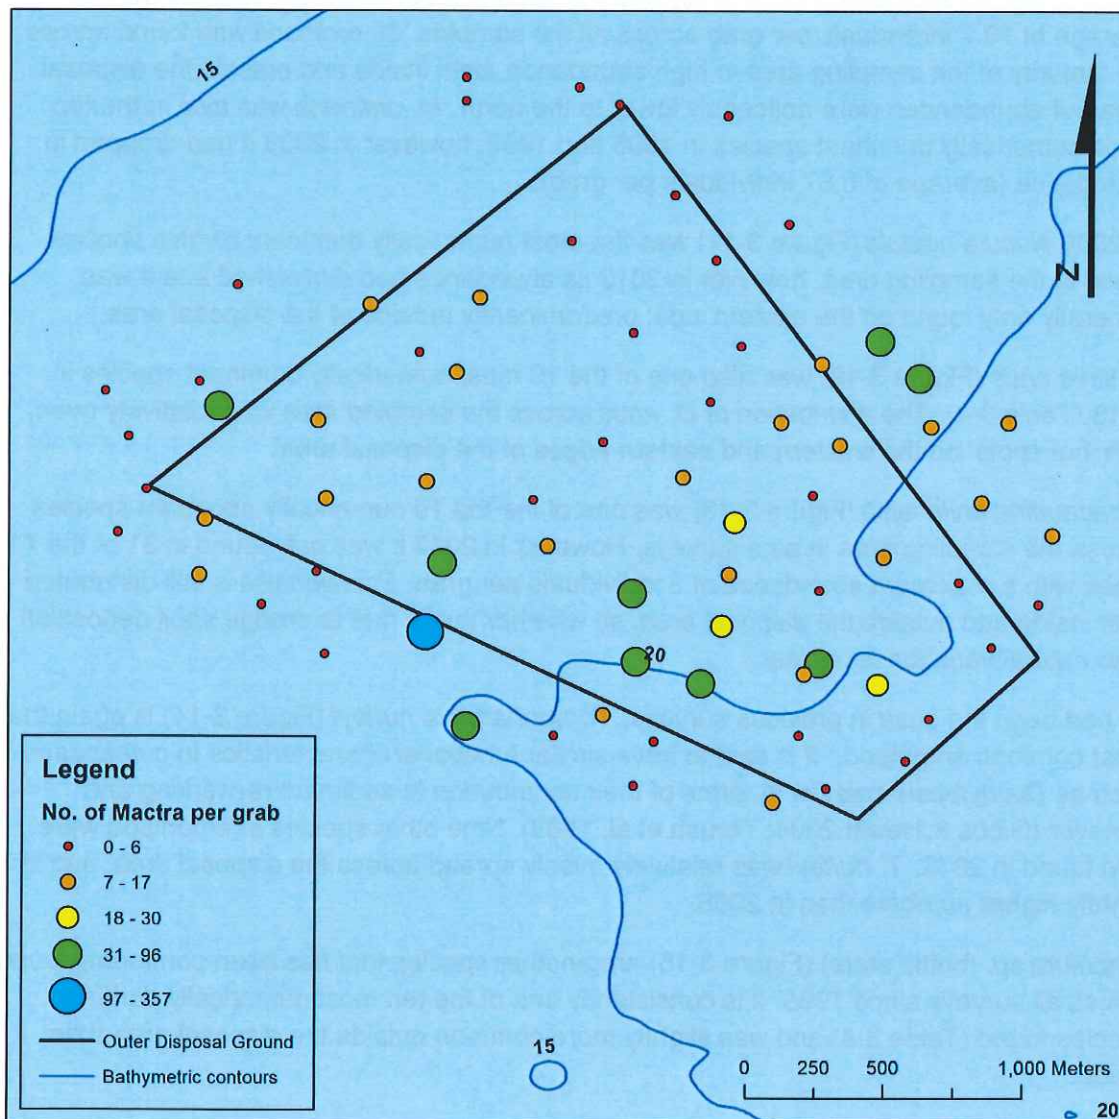 15
N
20
Legend
No. of Mactra per grab
0 - 6
7 - 17
18 - 30
31 - 96
97 - 357
Outer Disposal Ground
Bathymetric contours
15
0 250 500 1,000 Meters
20